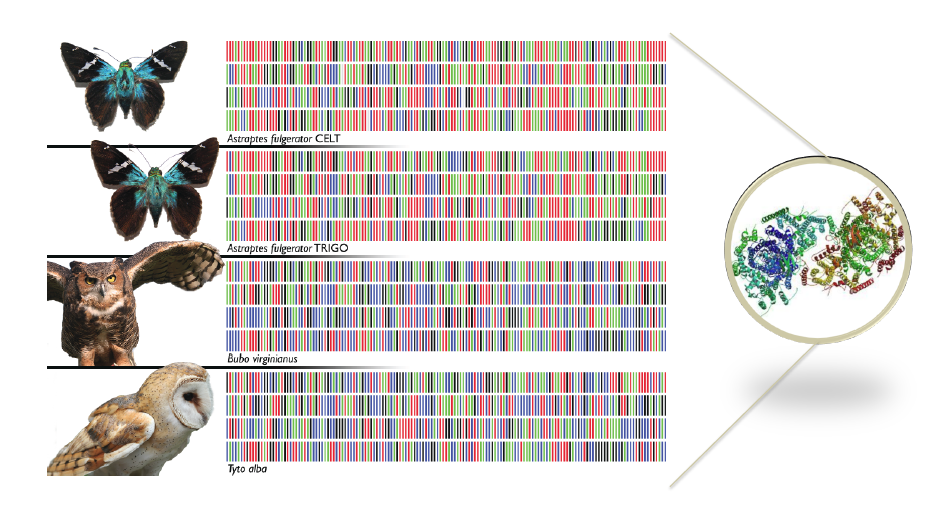 Astraptes fulgerator CELT
Astraptes fulgerator TRIGO
Bubo virginianus
Tyto alba